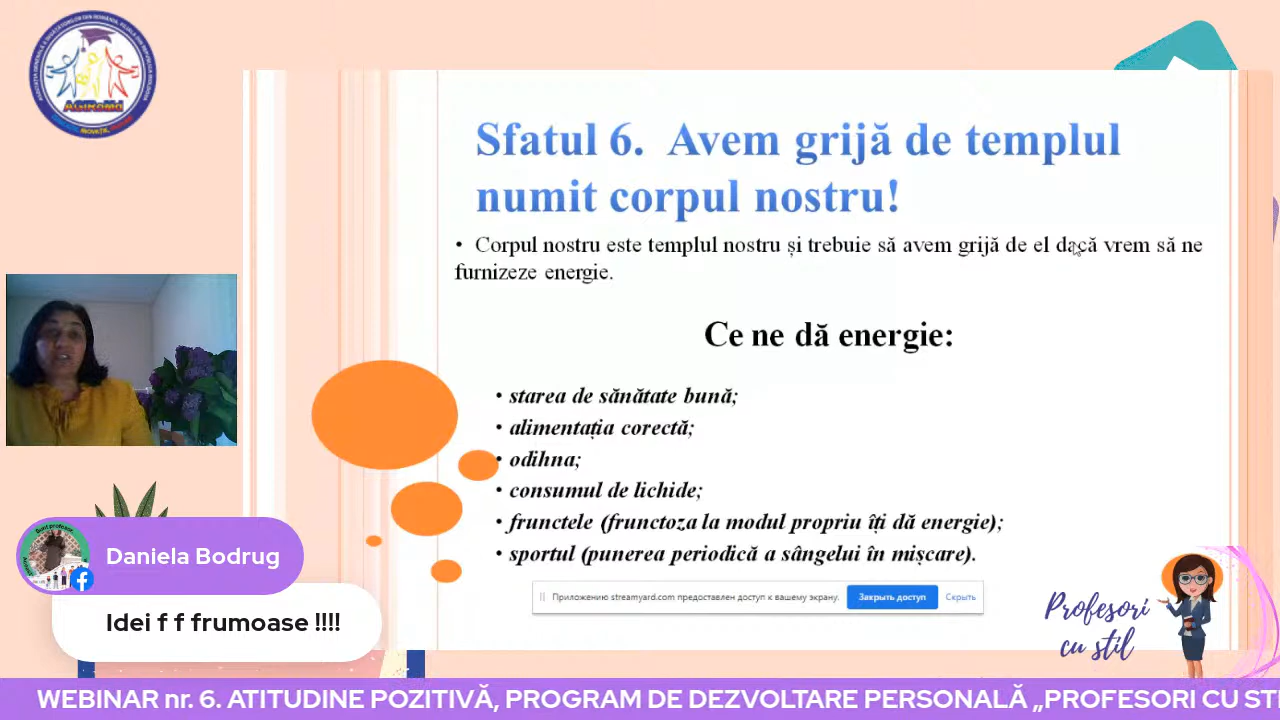 AGIRoMd
Sfatul 6. Avem grijă de templul
numit corpul nostru!
• Corpul nostru este templul nostru și trebuie să avem grijă de el dacă vrem să ne
furnizeze energie.
Ce ne dă energie:
• starea de sănătate bună;
• alimentația corectă;
• odihna;
• consumul de lichide;
• frunctele (frunctoza la modul propriu îți dă energie);
• sportul (punerea periodică a sângelui în mișcare).
Приложению streamyard.com предоставлен доступ к вашему экрану.
Закрыть доступ
Скрыть
Daniela Bodrug
Idei f f frumoase !!!!
Profesori
cu stil
WEBINAR nr. 6. ATITUDINE POZITIVĂ, PROGRAM DE DEZVOLTARE PERSONALĂ „PROFESORI CU STI